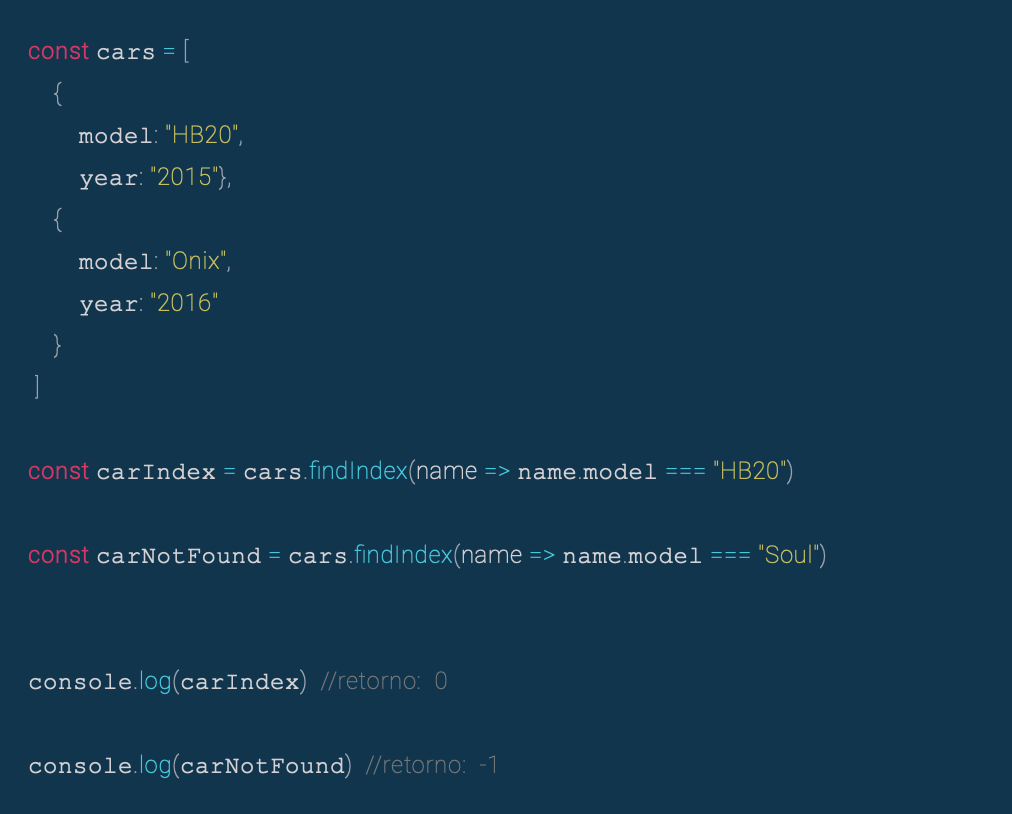 const cars = [
{
model: "HB20",
year: "2015"},
{
model: "Onix",
year: "2016"
}
]
const carIndex = cars.findIndex(name => name.model === "HB20")
const carNotFound = cars.findIndex(name => name.model === "Soul")
console.log(carIndex) //retorno: 0
console.log(carNotFound) //retorno: -1